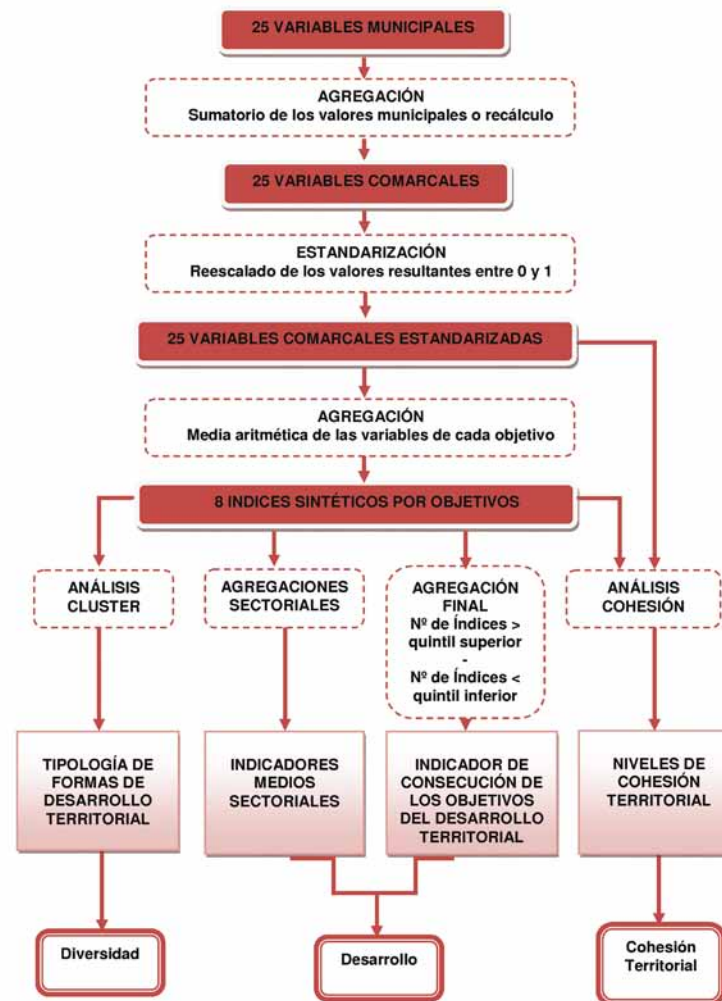 25 VARIABLES MUNICIPALES
AGREGACIÓN
Sumatorio de los valores municipales o recálculo
25 VARIABLES COMARCALES
ESTANDARIZACIÓN
Reescalado de los valores resultantes entre 0 y 1
25 VARIABLES COMARCALES ESTANDARIZADAS
AGREGACIÓN
Media aritmética de las variables de cada objetivo
8 INDICES SINTÉTICOS POR OBJETIVOS
ANÁLISIS
CLUSTER
AGREGACIONES
SECTORIALES
AGREGACIÓN
FINAL
Nº de Índices >
quintil superior
-
Nº de Índices <
quintil inferior
ANÁLISIS
COHESIÓN
TIPOLOGÍA DE
FORMAS DE
DESARROLLO
TERRITORIAL
INDICADORES
MEDIOS
SECTORIALES
INDICADOR DE
CONSECUCIÓN DE
LOS OBJETIVOS
DEL DESARROLLO
TERRITORIAL
NIVELES DE
COHESIÓN
TERRITORIAL
Diversidad
Desarrollo
Cohesión
Territorial